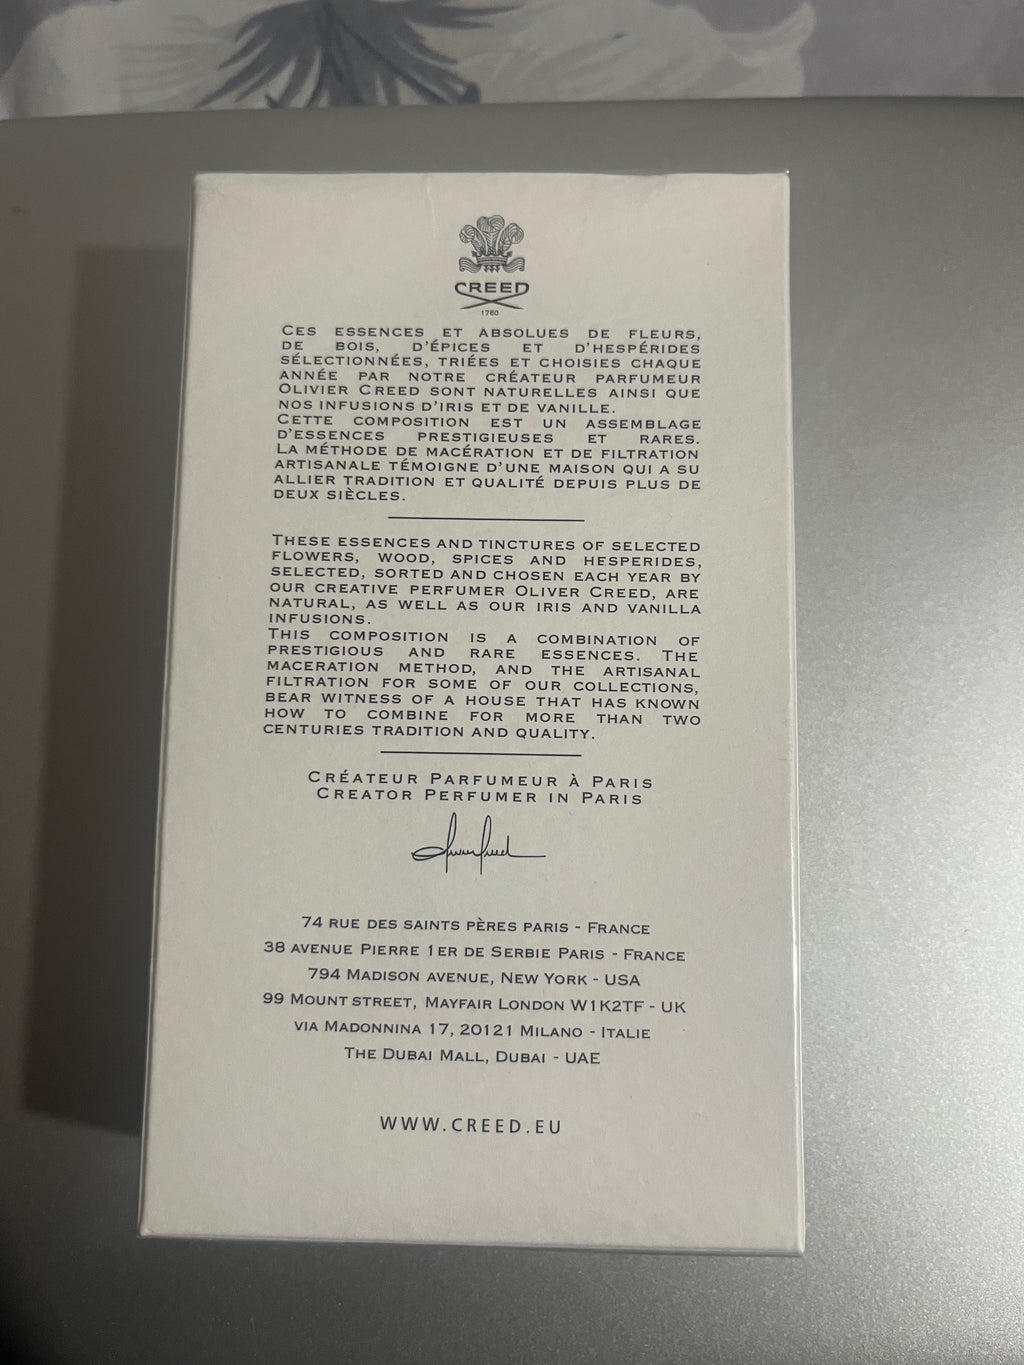 CREED
1760
CES ESSENCES ET ABSOLUES DE FLEURS,
DE BOIS, D'ÉPICES ET D'HESPÉRIDES
SÉLECTIONNÉES, TRIÉES ET CHOISIES CHAQUE
ANNÉE PAR NOTRE CRÉATEUR PARFUMEUR
OLIVIER CREED SONT NATURELLES AINSI QUE
NOS INFUSIONS D'IRIS ET DE VANILLE.
CETTE COMPOSITION EST UN ASSEMBLAGE
D'ESSENCES PRESTIGIEUSES ET RARES.
LA MÉTHODE DE MACÉRATION ET DE FILTRATION
ARTISANALE TÉMOIGNE D'UNE MAISON QUI A SU
ALLIER TRADITION ET QUALITÉ DEPUIS PLUS DE
DEUX SIÈCLES.
THESE ESSENCES AND TINCTURES OF SELECTED
FLOWERS, WOOD, SPICES AND HESPERIDES,
SELECTED, SORTED AND CHOSEN EACH YEAR BY
OUR CREATIVE PERFUMER OLIVER CREED, ARE
NATURAL, AS WELL AS OUR IRIS AND VANILLA
INFUSIONS.
THIS COMPOSITION IS A COMBINATION OF
PRESTIGIOUS AND RARE ESSENCES. THE
MACERATION METHOD, AND THE ARTISANAL
FILTRATION FOR SOME OF OUR COLLECTIONS,
BEAR WITNESS OF A HOUSE THAT HAS KNOWN
HOW TO COMBINE FOR MORE THAN TWO
CENTURIES TRADITION AND QUALITY.
CRÉATEUR PARFUMEUR À PARIS
CREATOR PERFUMER IN PARIS
74 RUE DES SAINTS PÈRES PARIS - FRANCE
38 AVENUE PIERRE 1ER DE SERBIE PARIS - FRANCE
794 MADISON AVENUE, NEW YORK - USA
99 MOUNT STREET, MAYFAIR LONDON W1K2TF - UK
VIA MADONNINA 17, 20121 MILANO - ITALIE
THE DUBAI MALL, DUBAI - UAE
WWW.CREED.EU